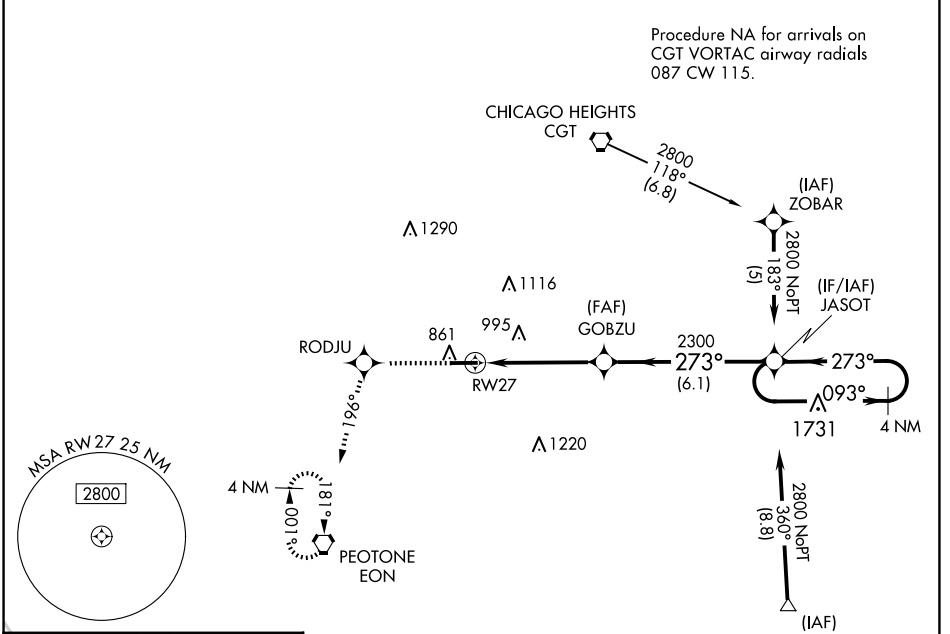 Procedure NA for arrivals on
CGT VORTAC airway radials
087 CW 115.
CHICAGO HEIGHTS
CGT
2800
118°
(6.8)
(IAF)
ZOBAR
1290
2800 NoPT
183°
(5)
1116
(IF/IAF)
JASOT
(FAF)
GOBZU
995
861
RODJU
2300
273°
(6.1)
273°
RW27
093°
1731
4 NM
196°
1220
MSA RW 27 25 NM
2800
4 NM
181°
001°
PEOTONE
EON
2800 NoPT
360°
(8.8)
(IAF)